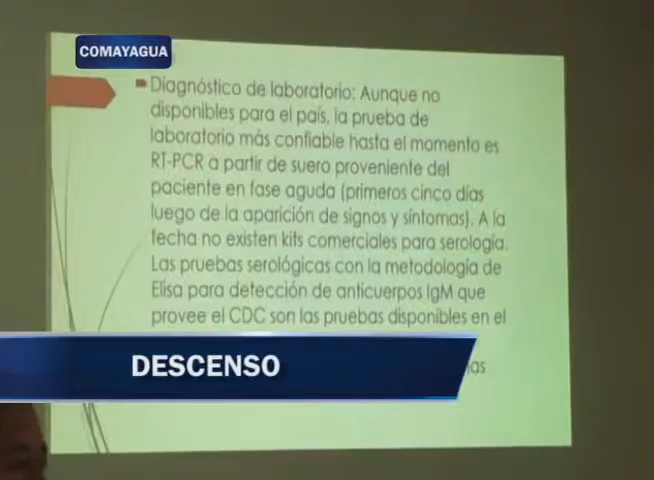 COMAYAGUA
Diagnóstico de laboratorio: Aunque no
disponibles para el país, la prueba de
laboratorio más confiable hasta el momento es
RT-PCR a partir de suero proveniente del
paciente en fase aguda (primeros cinco días
luego de la aparición de signos y síntomas). A la
fecha no existen kits comerciales para serología.
Las pruebas serológicas con la metodología de
Elisa para detección de anticuerpos IgM que
provee el CDC son las pruebas disponibles en el
DESCENSO